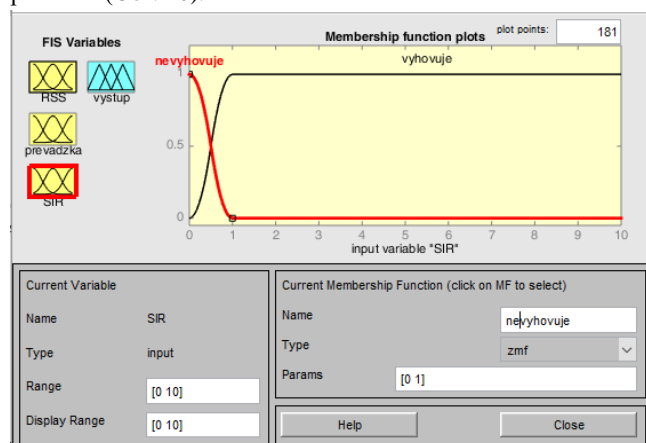 FIS Variables
Membership function plots
plot points:
181
RSS
vystup
prevadzka
SIR
nevyhovuje
vyhovuje
1
0.5
0
0 1 2 3 4 5 6 7 8 9 10
input variable "SIR"
Current Variable
Name SIR
Type input
Range [0 10]
Display Range [0 10]
Current Membership Function (click on MF to select)
Name nevyhovuje
Type zmf
Params [0 1]
Help
Close